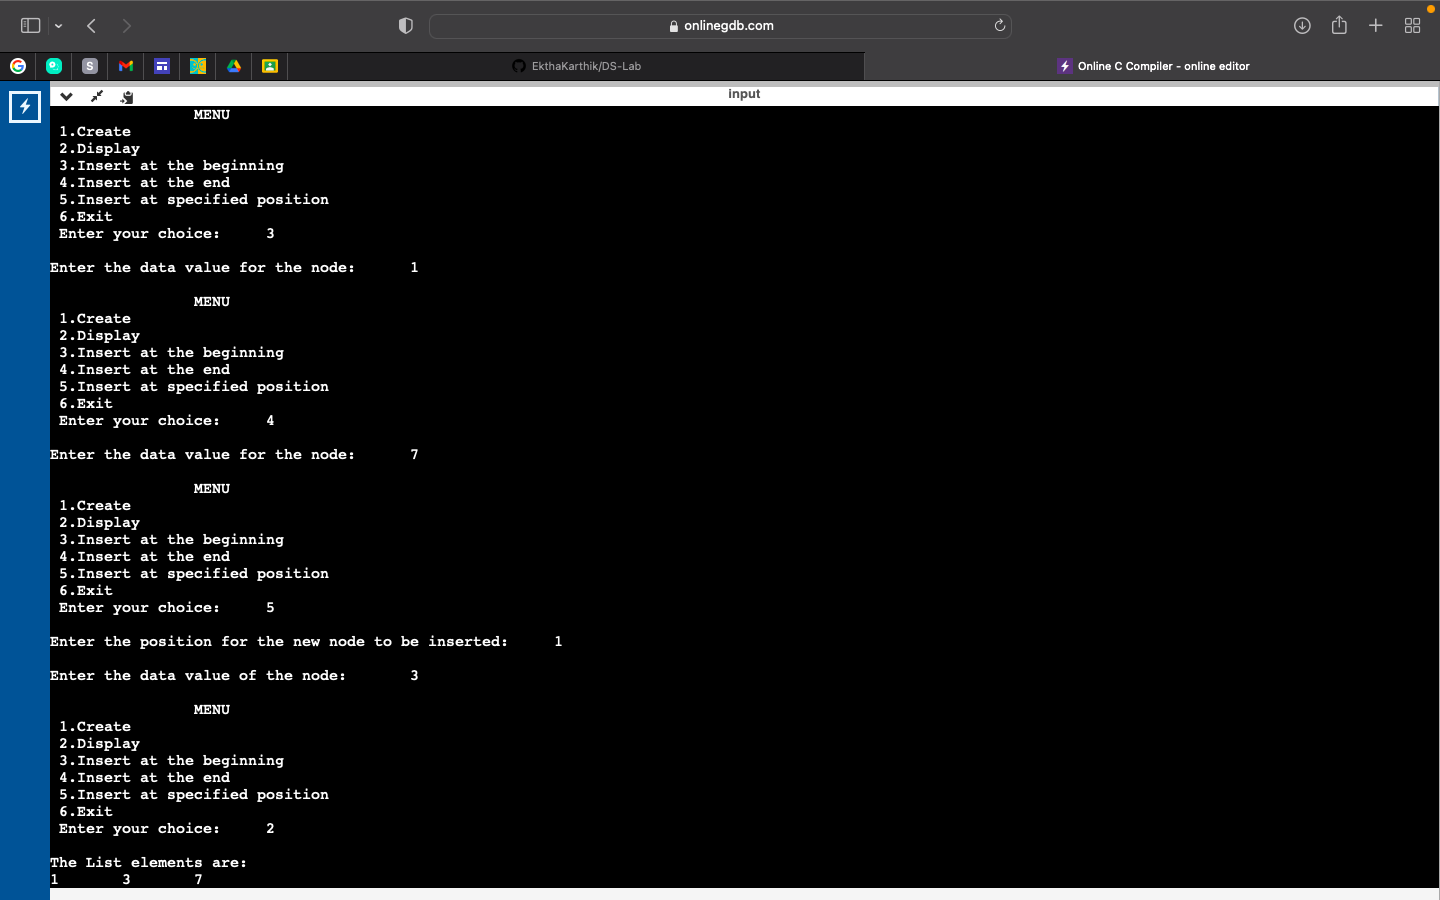 onlinegdb.com
S
EkthaKarthik/DS-Lab
Online C Compiler - online editor
input
MENU
1.Create
2.Display
3.Insert at the beginning
4.Insert at the end
5.Insert at specified position
6.Exit
Enter your choice: 3
Enter the data value for the node: 1
MENU
1.Create
2.Display
3.Insert at the beginning
4.Insert at the end
5.Insert at specified position
6.Exit
Enter your choice: 4
Enter the data value for the node: 7
MENU
1.Create
2.Display
3.Insert at the beginning
4.Insert at the end
5.Insert at specified position
6.Exit
Enter your choice: 5
Enter the position for the new node to be inserted: 1
Enter the data value of the node: 3
MENU
1.Create
2.Display
3.Insert at the beginning
4.Insert at the end
5.Insert at specified position
6.Exit
Enter your choice: 2
The List elements are:
1 3 7